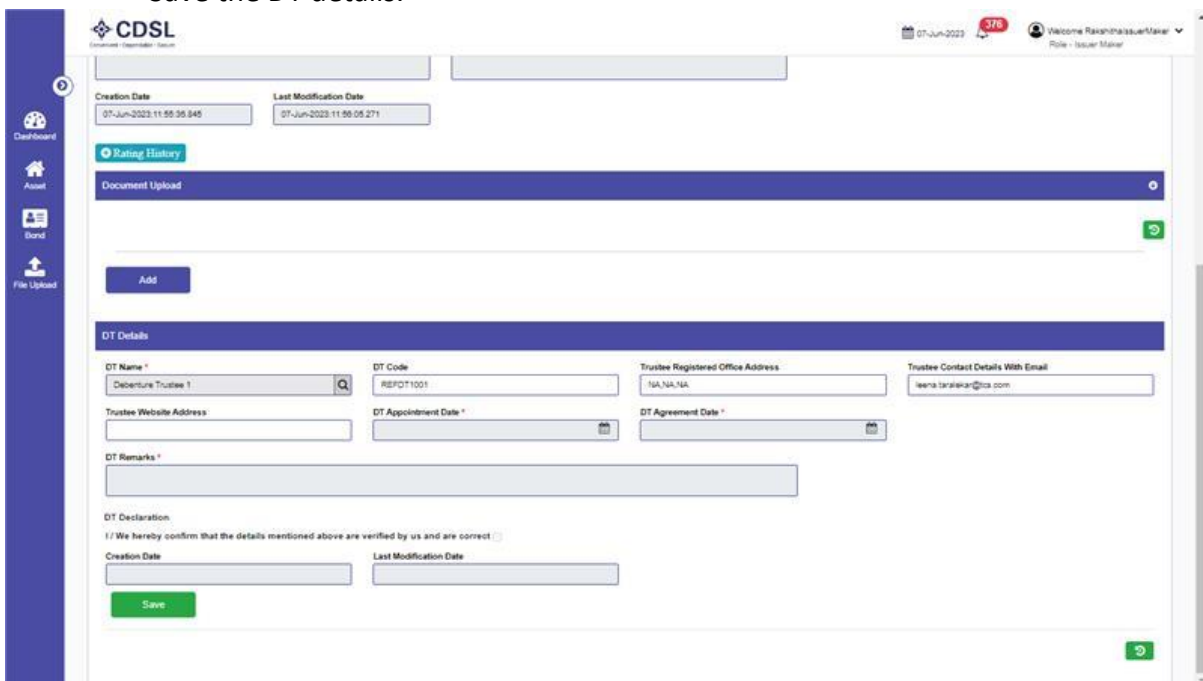 Save the DT details.
CDSL
07-Jun-2023
376
Welcome RakshithaIssuerMaker
Role - Issuer Maker
Creation Date Last Modification Date
07-Jun-2023:11:55:35.845 07-Jun-2023:11:56:05.271
Dashboard
Rating History
Asset
Document Upload
Bond
File Upload
Add
DT Details
DT Name * DT Code Trustee Registered Office Address Trustee Contact Details With Email
Debenture Trustee 1 REFDT1001 NA,NA,NA leena.taralekar@tcs.com
Trustee Website Address DT Appointment Date * DT Agreement Date *
DT Remarks *
DT Declaration
I / We hereby confirm that the details mentioned above are verified by us and are correct
Creation Date Last Modification Date
Save